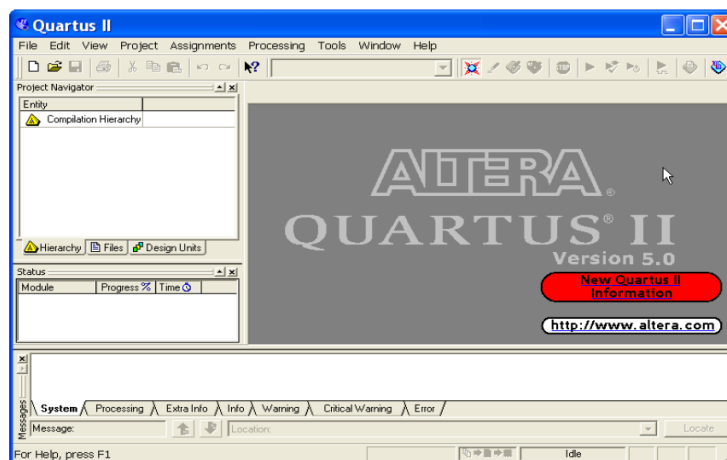 Quartus II
File Edit View Project Assignments Processing Tools Window Help
Project Navigator
Entity
Compilation Hierarchy
Hierarchy Files Design Units
Status
Module Progress % Time
ALTERA®
QUARTUS® II
Version 5.0
New Quartus II
Information
http://www.altera.com
Messages
System Processing Extra Info Info Warning Critical Warning Error
Message: Location: Locate
For Help, press F1 Idle